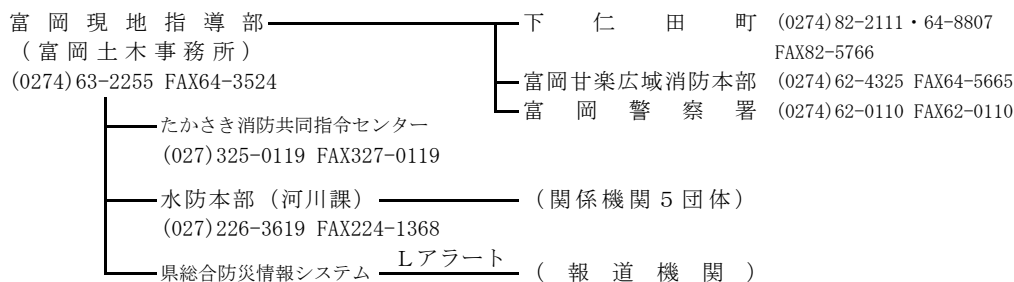 富岡現地指導部 下仁田町 (0274)82-2111・64-8807
(富岡土木事務所) FAX82-5766
(0274)63-2255 FAX64-3524 富岡甘楽広域消防本部 (0274)62-4325 FAX64-5665
富岡警察署 (0274)62-0110 FAX62-0110
たかさき消防共同指令センター
(027)325-0119 FAX327-0119
水防本部(河川課) (関係機関5団体)
(027)226-3619 FAX224-1368
県総合防災情報システム Lアラート (報道機関)